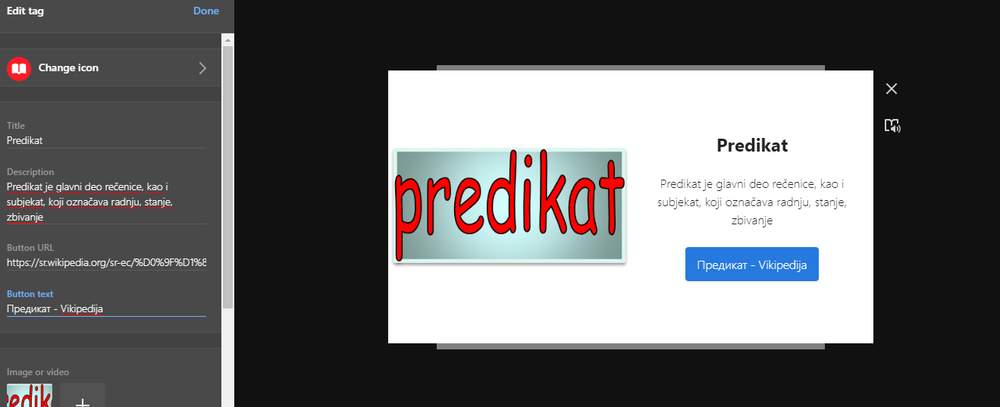 Edit tag
Done
Change icon
Title
Predikat
Description
Predikat je glavni deo rečenice, kao i
subjekat, koji označava radnju, stanje,
zbivanje
Button URL
https://sr.wikipedia.org/sr-ec/%D0%9F%D1%8
Button text
Предикат - Vikipedija
Image or video
predik
predikat
Predikat
Predikat je glavni deo rečenice, kao i
subjekat, koji označava radnju, stanje,
zbivanje
Предикат - Vikipedija